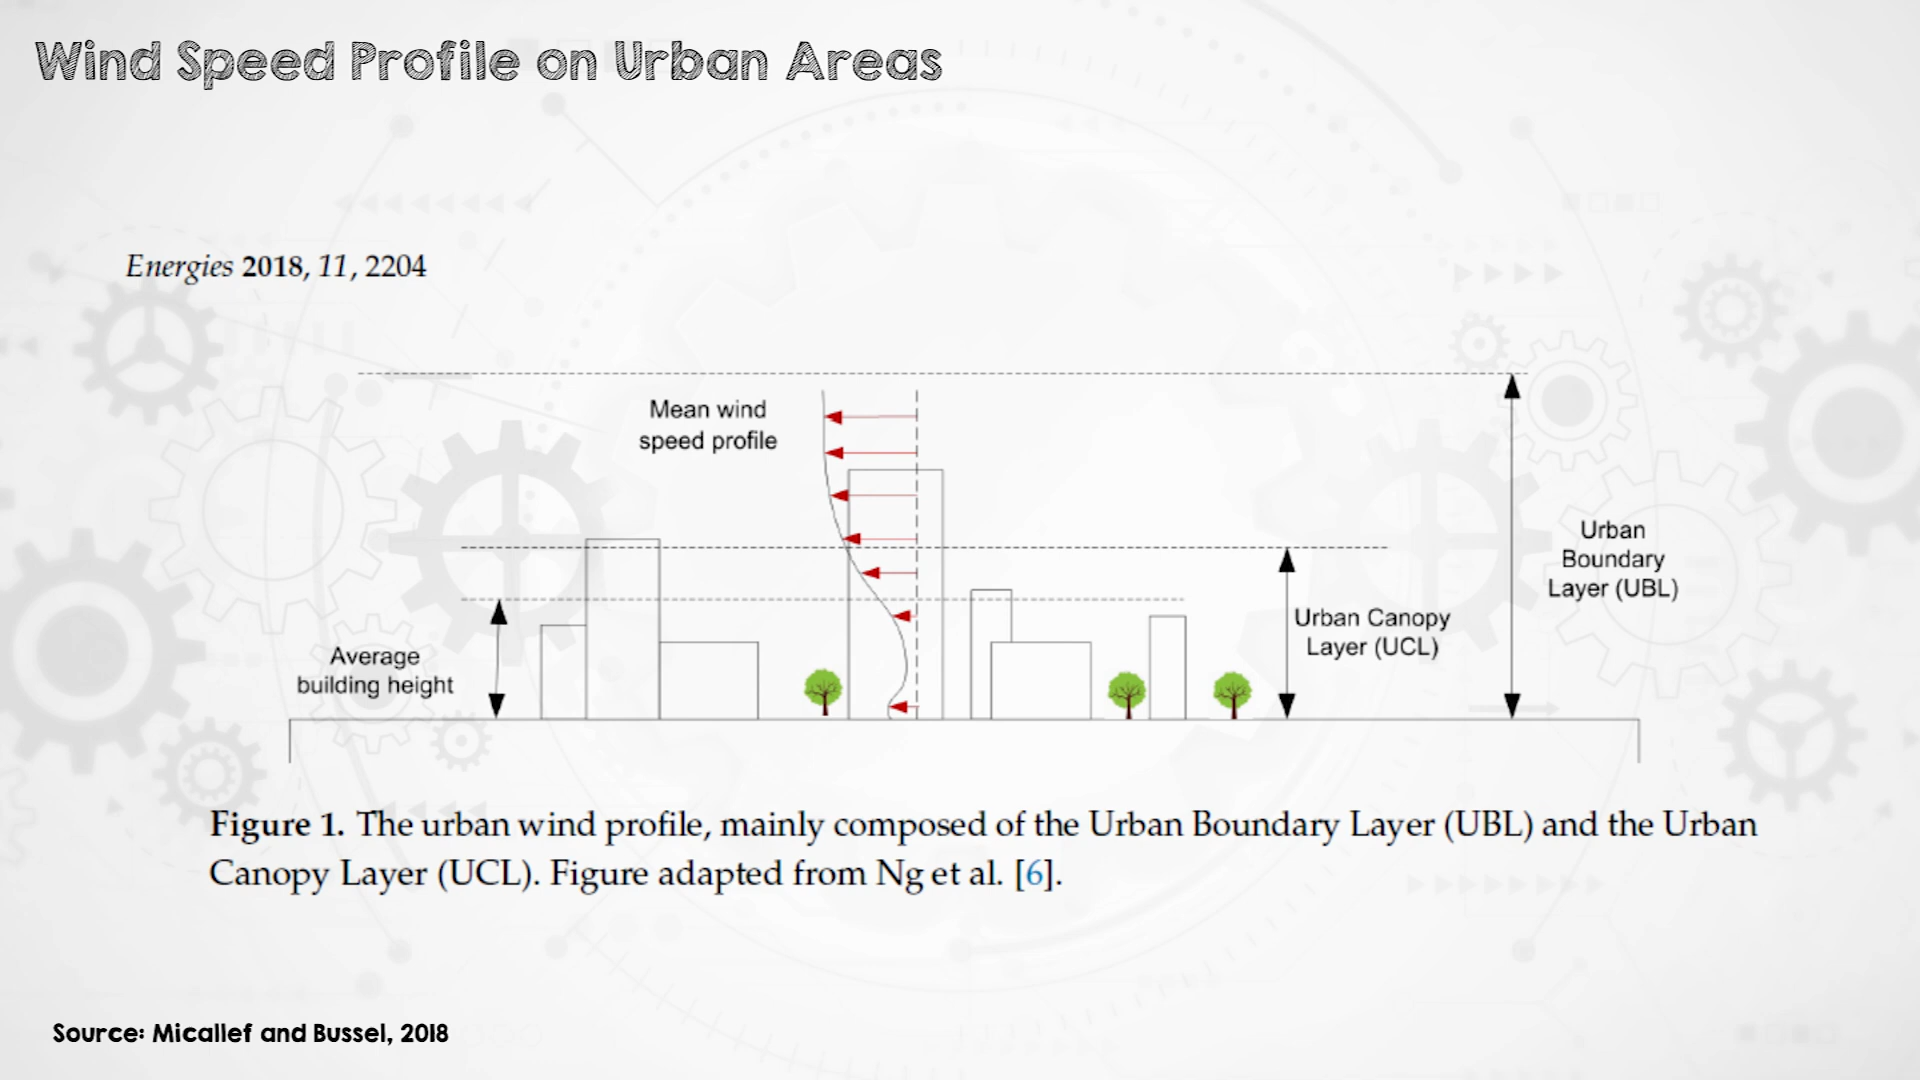 Wind Speed Profile on Urban Areas
Energies 2018, 11, 2204
Mean wind
speed profile
Urban
Boundary
Layer (UBL)
Urban Canopy
Layer (UCL)
Average
building height
Figure 1. The urban wind profile, mainly composed of the Urban Boundary Layer (UBL) and the Urban
Canopy Layer (UCL). Figure adapted from Ng et al. [6].
Source: Micallef and Bussel, 2018